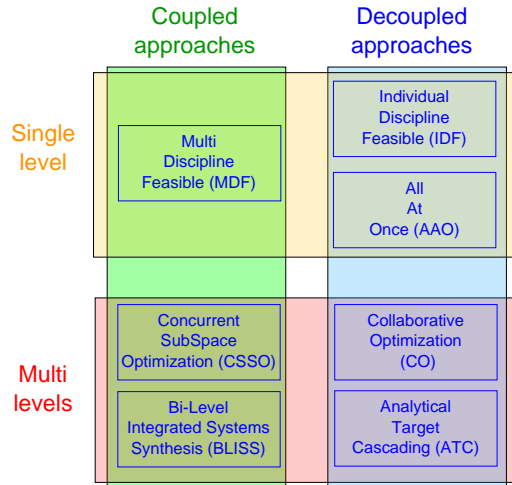 Coupled
approaches
Decoupled
approaches
Single
level
Multi
Discipline
Feasible (MDF)
Individual
Discipline
Feasible (IDF)
All
At
Once (AAO)
Multi
levels
Concurrent
SubSpace
Optimization (CSSO)
Collaborative
Optimization
(CO)
Bi-Level
Integrated Systems
Synthesis (BLISS)
Analytical
Target
Cascading (ATC)